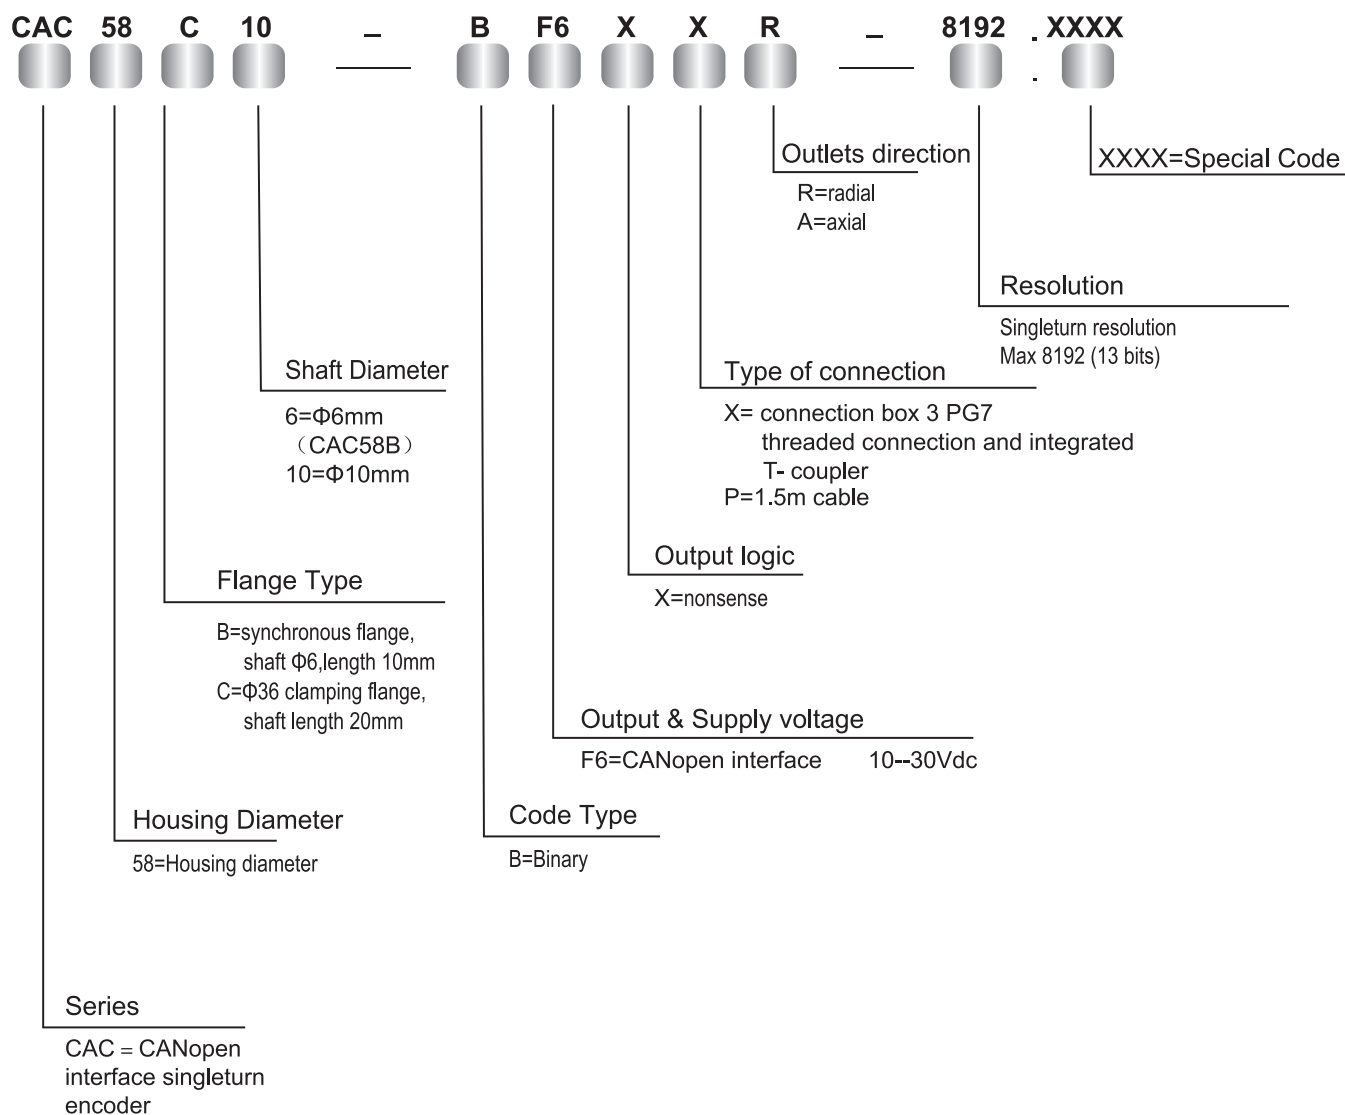 CAC 58 C 10 – B F6 X X R – 8192 . XXXX
.
Outlets direction
R=radial
A=axial
XXXX=Special Code
Resolution
Singleturn resolution
Max 8192 (13 bits)
Shaft Diameter
6=Φ6mm
（CAC58B）
10=Φ10mm
Type of connection
X= connection box 3 PG7
threaded connection and integrated
T- coupler
P=1.5m cable
Output logic
X=nonsense
Flange Type
B=synchronous flange,
shaft Φ6,length 10mm
C=Φ36 clamping flange,
shaft length 20mm
Output & Supply voltage
F6=CANopen interface 10--30Vdc
Housing Diameter
58=Housing diameter
Code Type
B=Binary
Series
CAC = CANopen
interface singleturn
encoder